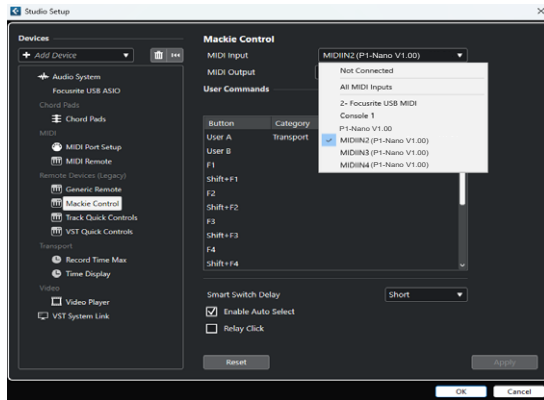 Studio Setup
Devices
+ Add Device
Audio System
Focusrite USB ASIO
Chord Pads
Chord Pads
MIDI
MIDI Port Setup
MIDI Remote
Remote Devices (Legacy)
Generic Remote
Mackie Control
Track Quick Controls
VST Quick Controls
Transport
Record Time Max
Time Display
Video
Video Player
VST System Link
Mackie Control
MIDI Input
MIDIIN2 (P1-Nano V1.00)
MIDI Output
Not Connected
All MIDI Inputs
2- Focusrite USB MIDI
Console 1
P1-Nano V1.00
MIDIIN2 (P1-Nano V1.00)
MIDIIN3 (P1-Nano V1.00)
MIDIIN4 (P1-Nano V1.00)
User Commands
Button Category
User A Transport
User B
F1
Shift+F1
F2
Shift+F2
F3
Shift+F3
F4
Shift+F4
Smart Switch Delay Short
Enable Auto Select
Relay Click
Reset Apply
OK Cancel